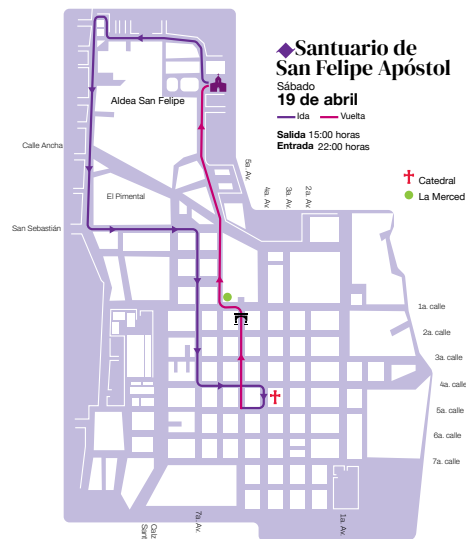 Santuario de
San Felipe Apóstol
Sábado
19 de abril
Ida
Vuelta
Salida 15:00 horas
Entrada 22:00 horas
Catedral
La Merced
Aldea San Felipe
Calle Ancha
El Pimental
San Sebastián
5a. Av.
4a. Av.
3a. Av.
2a. Av.
1a. calle
2a. calle
3a. calle
4a. calle
5a. calle
6a. calle
7a. calle
Calz
Sant
7a. Av.
1a. Av.